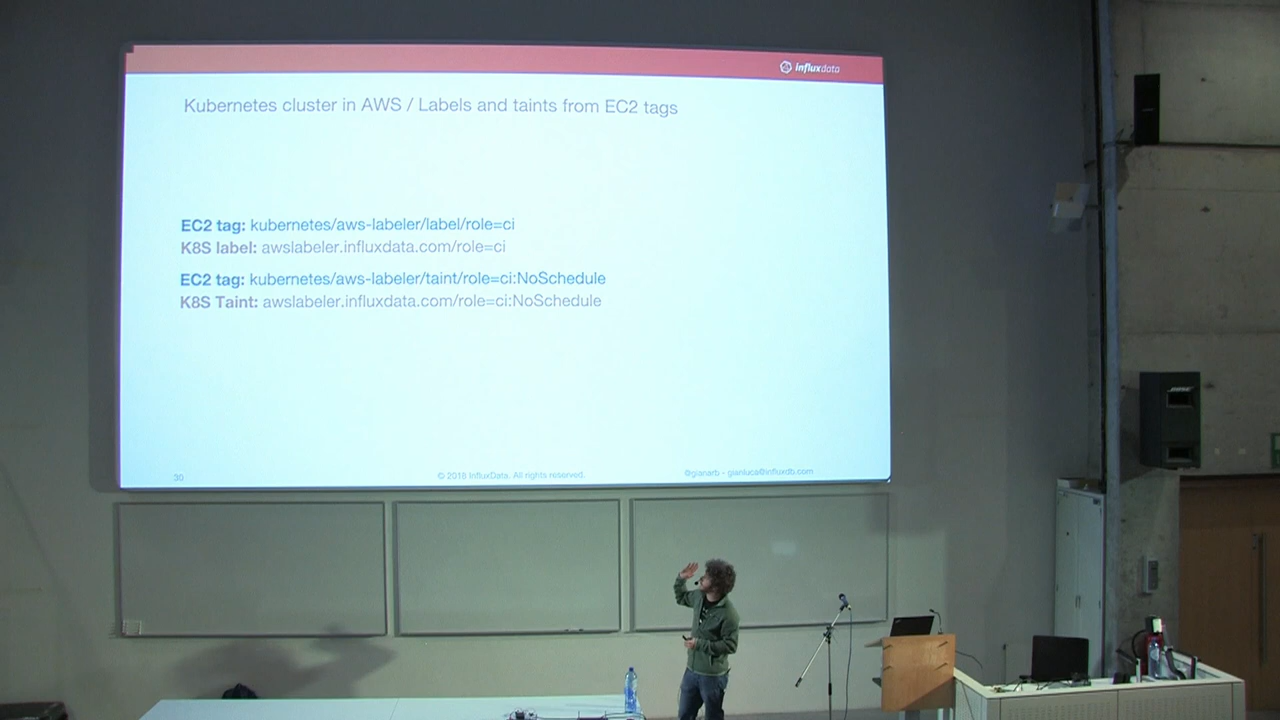 influxdata
Kubernetes cluster in AWS / Labels and taints from EC2 tags
EC2 tag: kubernetes/aws-labeler/label/role=ci
K8S label: awslabeler.influxdata.com/role=ci
EC2 tag: kubernetes/aws-labeler/taint/role=ci:NoSchedule
K8S Taint: awslabeler.influxdata.com/role=ci:NoSchedule
30
© 2018 InfluxData. All rights reserved.
@gianarb - gianluca@influxdb.com